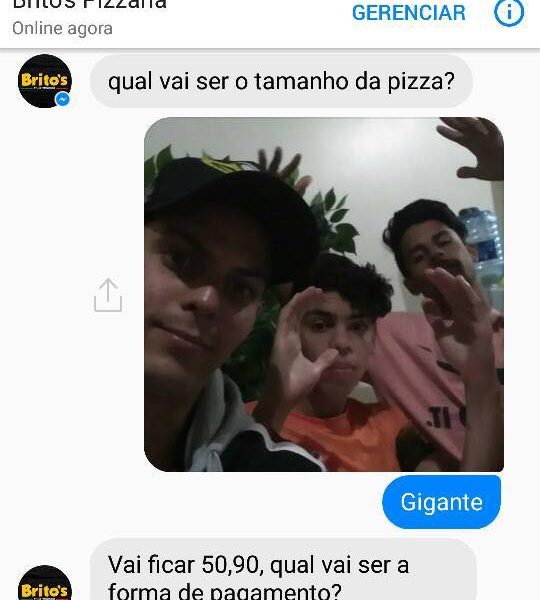 Brito's Pizzaria
GERENCIAR
Online agora
Brito's
qual vai ser o tamanho da pizza?
Gigante
Brito's
Vai ficar 50,90, qual vai ser a
forma de pagamento?